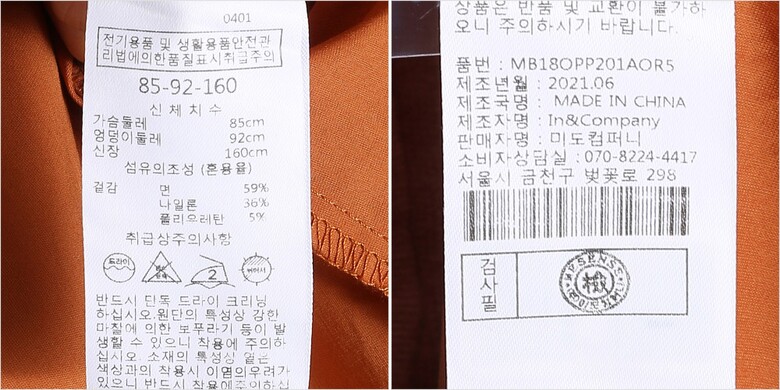 0401
전기용품 및 생활용품안전관
리법에의한품질표시취급주의
85-92-160
신 체 치 수
가슴둘레 85cm
엉덩이둘레 92cm
신장 160cm
섬유의조성 (혼용율)
겉감 면 59%
나일론 36%
폴리우레탄 5%
취급상주의사항
드라이
2
반드시 단독 드라이 크리닝
하십시오.원단의 특성상 강한
마찰에 의한 보푸라기 등이 발
생할 수 있으니 착용에 주의하
십시오. 소재의 특성상 옅은
색상과의 착용시 이염의우려가
있으니 반드시 착용에주의하십
상품은 반품 및 교환이 불가하
오니 주의하시기 바랍니다.
품번 : MB18OPP201AOR5
제조년월 : 2021.06
제조국명 : MADE IN CHINA
제조자명 : In&Company
판매자명 : 미도컴퍼니
소비자상담실 : 070-8224-4417
서울시 금천구 벚꽃로 298
검사필